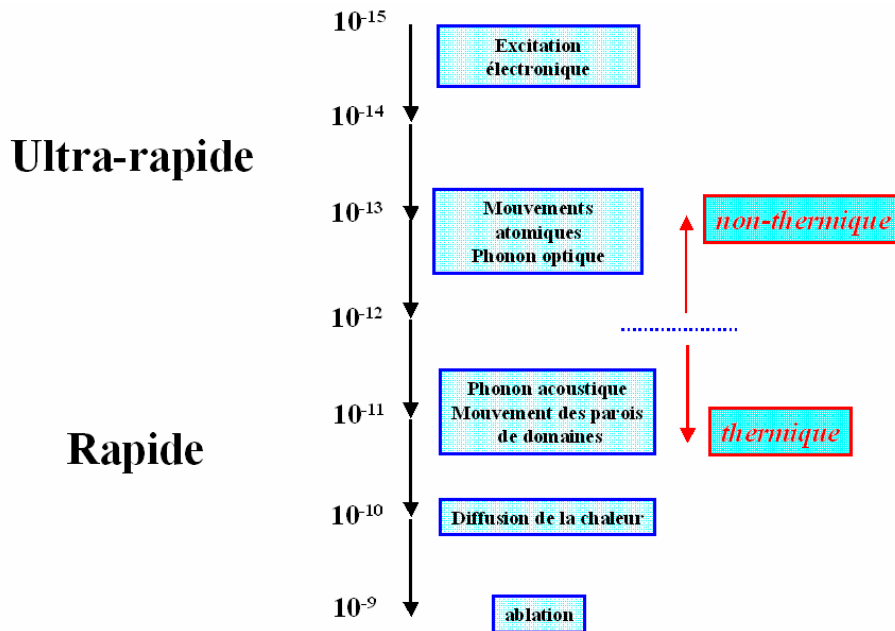 10-15
Excitation
électronique
10-14
Ultra-rapide
10-13
Mouvements
atomiques
Phonon optique
non-thermique
10-12
Phonon acoustique
Mouvement des parois
de domaines
10-11
thermique
Rapide
10-10
Diffusion de la chaleur
10-9
ablation